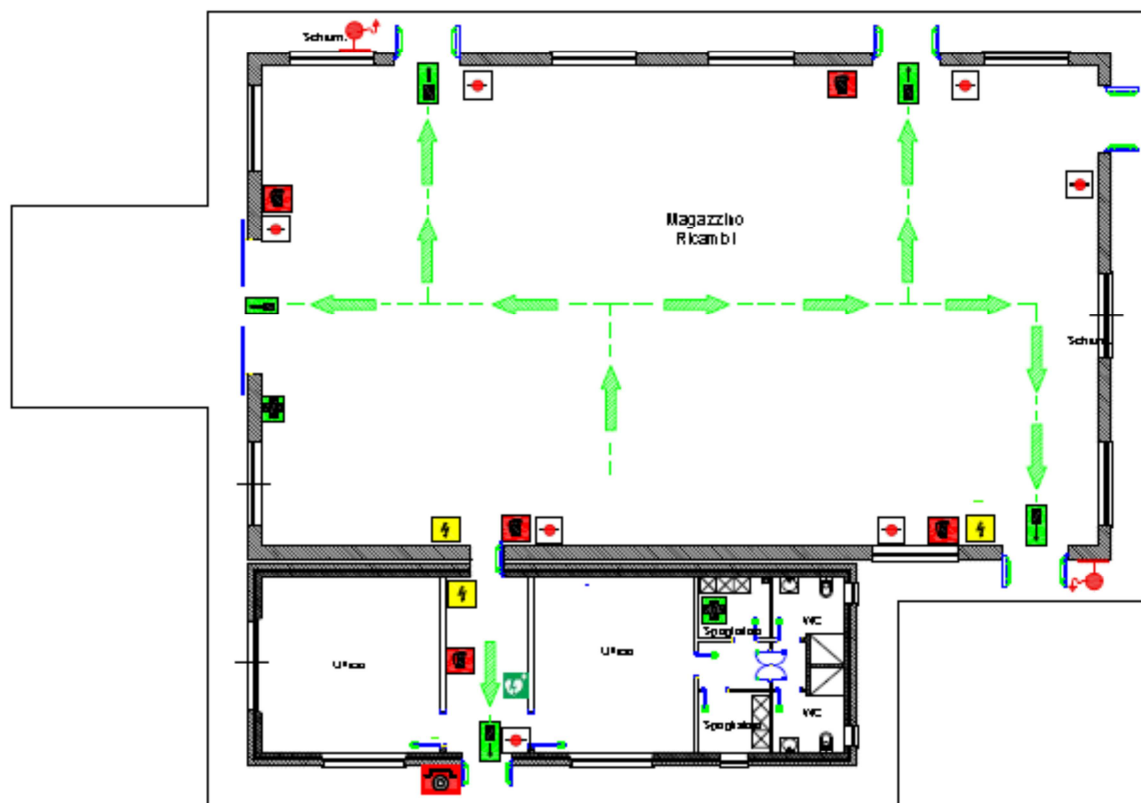 Schium.
Magazzino
Ricambi
Schium.
Ufficio
Ufficio
Spogliatoio
WC
Spogliatoio
WC